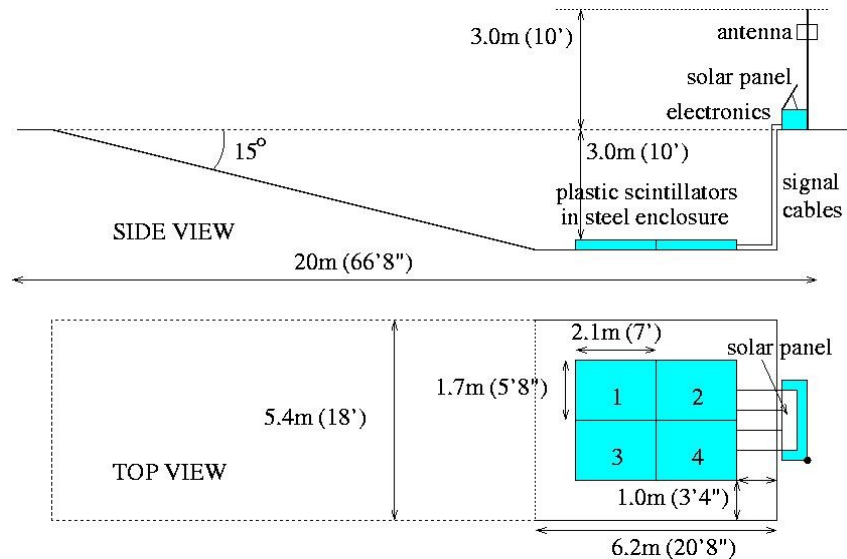 3.0m (10')
antenna
solar panel
electronics
15°
3.0m (10')
plastic scintillators
in steel enclosure
signal
cables
SIDE VIEW
20m (66'8")
2.1m (7')
solar panel
1.7m (5'8")
1 2
5.4m (18')
3 4
TOP VIEW
1.0m (3'4")
6.2m (20'8")